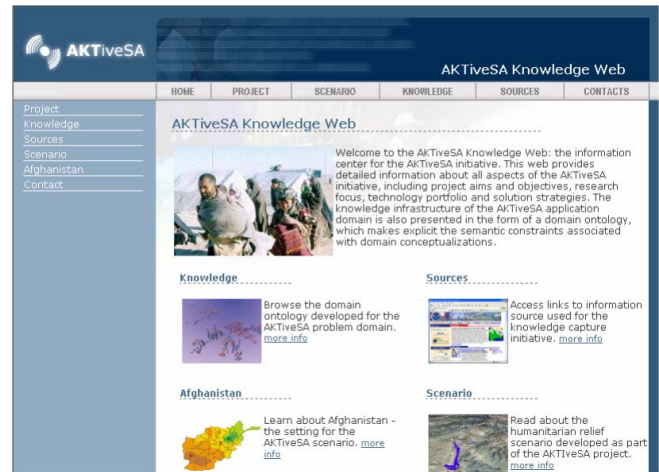 AKTiveSA
AKTiveSA Knowledge Web
HOME PROJECT SCENARIO KNOWLEDGE SOURCES CONTACTS
Project
Knowledge
Sources
Scenario
Afghanistan
Contact
AKTiveSA Knowledge Web
Welcome to the AKTiveSA Knowledge Web: the information
center for the AKTiveSA initiative. This web provides
detailed information about all aspects of the AKTiveSA
initiative, including project aims and objectives, research
focus, technology portfolio and solution strategies. The
knowledge infrastructure of the AKTiveSA application
domain is also presented in the form of a domain ontology,
which makes explicit the semantic constraints associated
with domain conceptualizations.
Knowledge
Browse the domain
ontology developed for the
AKTiveSA problem domain.
more info
Sources
Access links to information
source used for the
knowledge capture
initiative. more info
Afghanistan
Learn about Afghanistan -
the setting for the
AKTiveSA scenario. more
info
Scenario
Read about the
humanitarian relief
scenario developed as part
of the AKTIveSA project.
more info